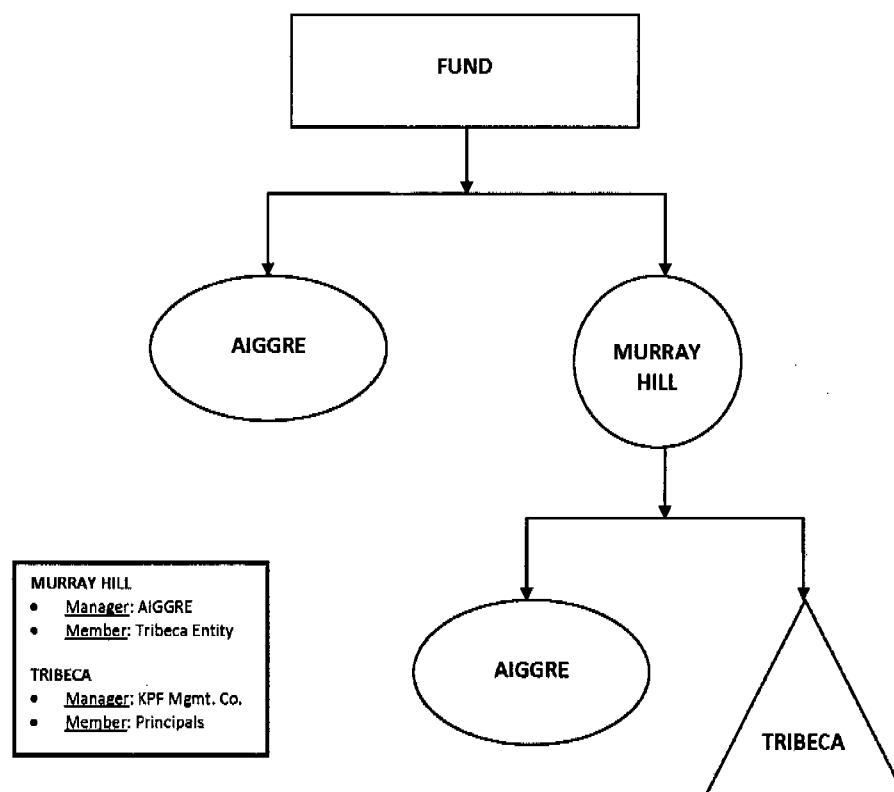 FUND
AIGGRE
MURRAY
HILL
MURRAY HILL
• Manager: AIGGRE
• Member: Tribeca Entity
TRIBECA
• Manager: KPF Mgmt. Co.
• Member: Principals
AIGGRE
TRIBECA